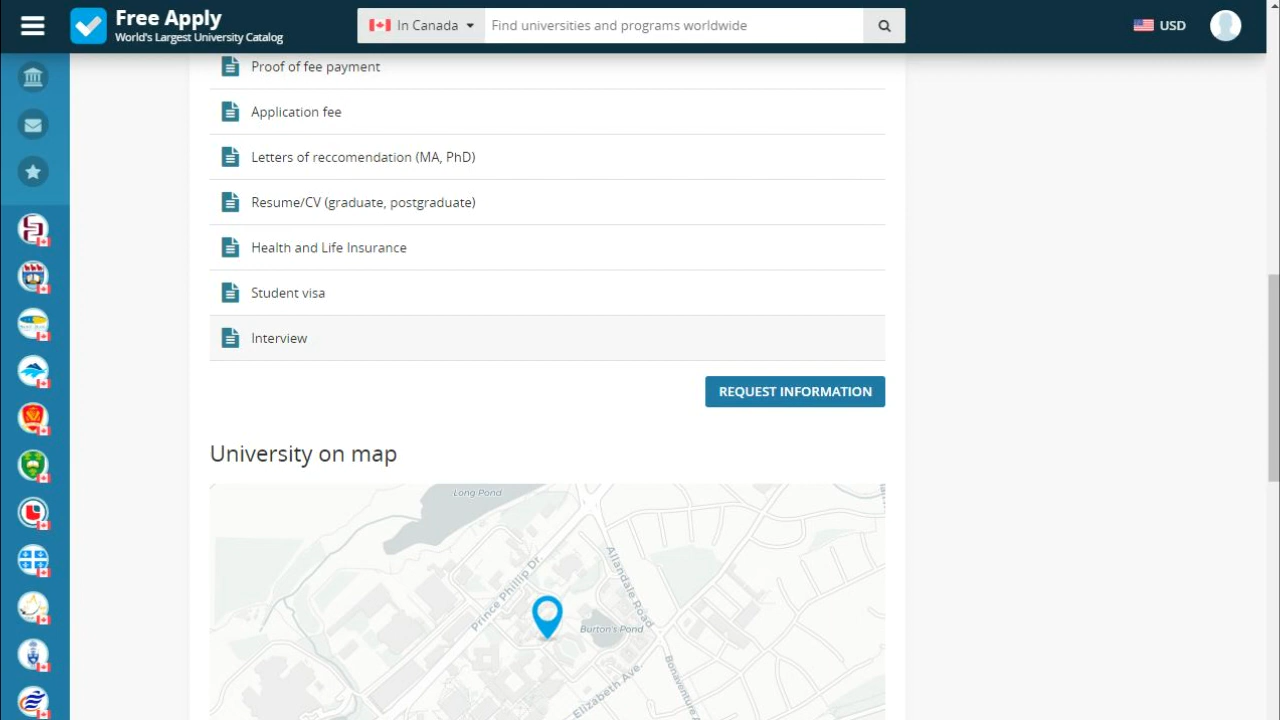 Free Apply
World's Largest University Catalog
In Canada
Find universities and programs worldwide
USD
Proof of fee payment
Application fee
Letters of reccomendation (MA, PhD)
Resume/CV (graduate, postgraduate)
Health and Life Insurance
Student visa
Interview
REQUEST INFORMATION
University on map
Long Pond
Prince Phillip Dr
Allandale Road
Burton's Pond
Elizabeth Ave.
Bonaventure A